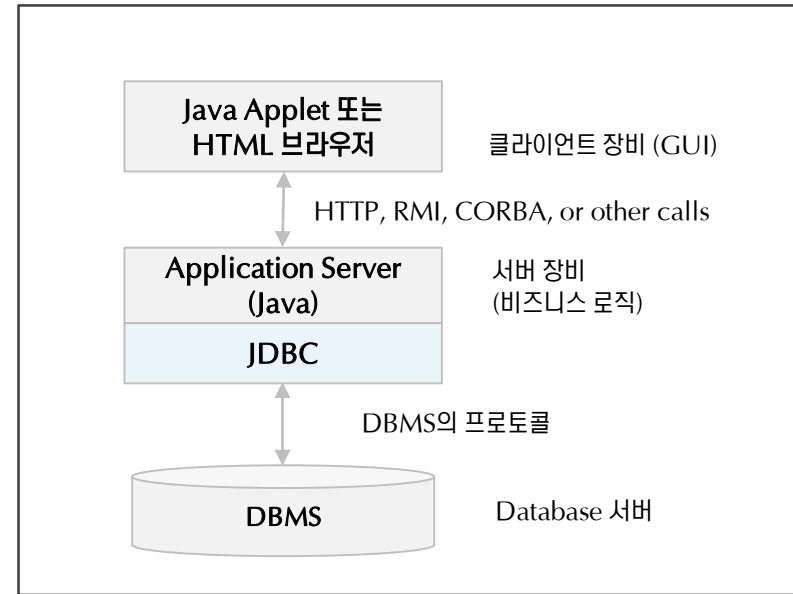 Java Applet 또는
HTML 브라우저
클라이언트 장비 (GUI)
HTTP, RMI, CORBA, or other calls
Application Server
(Java)
서버 장비
(비즈니스 로직)
JDBC
DBMS의 프로토콜
DBMS
Database 서버